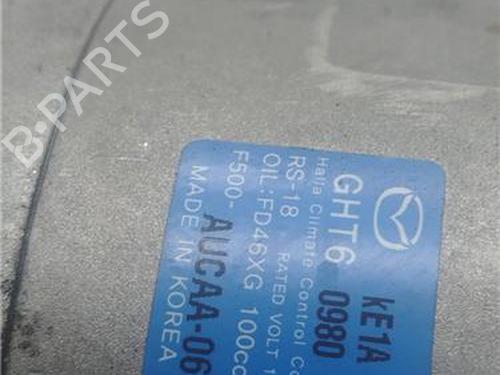 B-PARTS
kE1A
GHT6 0980
Halla Climate Control Co
RS-18 RATED VOLT 1
OIL:FD46XG 100cc
F500- AUCAA-06
MADE IN KOREA